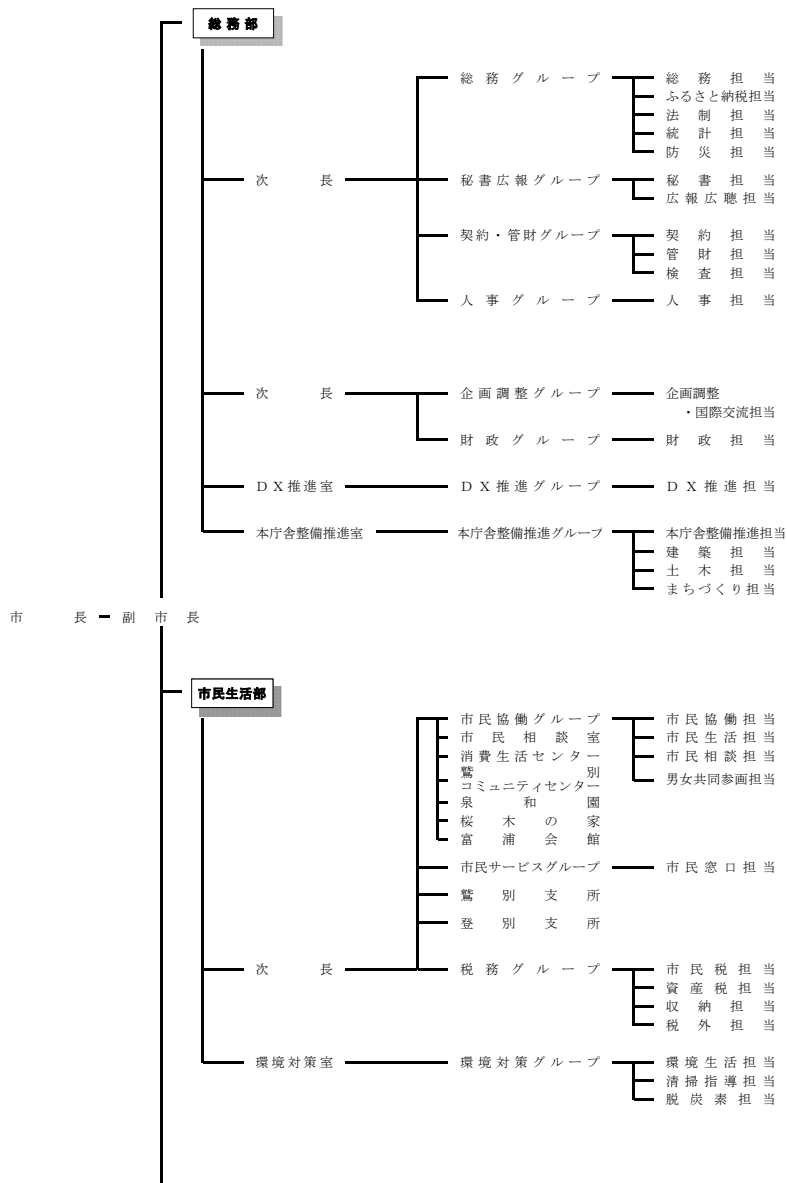 総務部
総務グループ 総務担当
ふるさと納税担当
法制担当
統計担当
防災担当
次長 秘書広報グループ 秘書担当
広報広聴担当
契約・管財グループ 契約担当
管財担当
検査担当
人事グループ 人事担当
次長 企画調整グループ 企画調整
・国際交流担当
財政グループ 財政担当
DX推進室 DX推進グループ DX推進担当
本庁舎整備推進室 本庁舎整備推進グループ 本庁舎整備推進担当
建築担当
土木担当
まちづくり担当
市長 副市長
市民生活部
市民協働グループ 市民協働担当
市民相談室 市民生活担当
消費生活センター 市民相談担当
鷲別
コミュニティセンター 男女共同参画担当
泉和園
桜木の家
富浦会館
市民サービスグループ 市民窓口担当
鷲別支所
登別支所
次長 税務グループ 市民税担当
資産税担当
収納担当
税外担当
環境対策室 環境対策グループ 環境生活担当
清掃指導担当
脱炭素担当